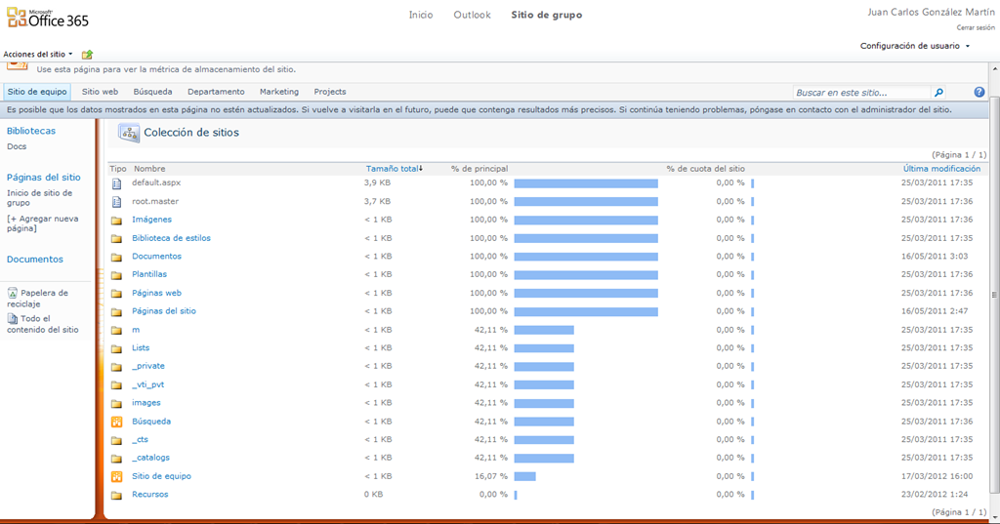 Microsoft®
Office 365
Inicio Outlook Sitio de grupo
Juan Carlos González Martín
Cerrar sesión
Configuración de usuario
Acciones del sitio
Use esta página para ver la métrica de almacenamiento del sitio.
Sitio de equipo Sitio web Búsqueda Departamento Marketing Projects
Buscar en este sitio...
Es posible que los datos mostrados en esta página no estén actualizados. Si vuelve a visitarla en el futuro, puede que contenga resultados más precisos. Si continúa teniendo problemas, póngase en contacto con el administrador del sitio.
Bibliotecas
Docs
Páginas del sitio
Inicio de sitio de
grupo
[+ Agregar nueva
página]
Documentos
Papelera de
reciclaje
Todo el
contenido del sitio
Colección de sitios
(Página 1 / 1)
Tipo Nombre Tamaño total % de principal % de cuota del sitio Última modificación
default.aspx 3,9 KB 100,00 % 0,00 % 25/03/2011 17:35
root.master 3,7 KB 100,00 % 0,00 % 25/03/2011 17:36
Imágenes < 1 KB 100,00 % 0,00 % 25/03/2011 17:36
Biblioteca de estilos < 1 KB 100,00 % 0,00 % 25/03/2011 17:35
Documentos < 1 KB 100,00 % 0,00 % 16/05/2011 3:03
Plantillas < 1 KB 100,00 % 0,00 % 25/03/2011 17:36
Páginas web < 1 KB 100,00 % 0,00 % 25/03/2011 17:36
Páginas del sitio < 1 KB 100,00 % 0,00 % 16/05/2011 2:47
m < 1 KB 42,11 % 0,00 % 25/03/2011 17:35
Lists < 1 KB 42,11 % 0,00 % 25/03/2011 17:35
_private < 1 KB 42,11 % 0,00 % 25/03/2011 17:35
_vti_pvt < 1 KB 42,11 % 0,00 % 25/03/2011 17:35
images < 1 KB 42,11 % 0,00 % 25/03/2011 17:35
Búsqueda < 1 KB 42,11 % 0,00 % 25/03/2011 17:36
_cts < 1 KB 42,11 % 0,00 % 25/03/2011 17:35
_catalogs < 1 KB 42,11 % 0,00 % 25/03/2011 17:35
Sitio de equipo < 1 KB 16,07 % 0,00 % 17/03/2012 16:00
Recursos 0 KB 0,00 % 0,00 % 23/02/2012 1:24
(Página 1 / 1)